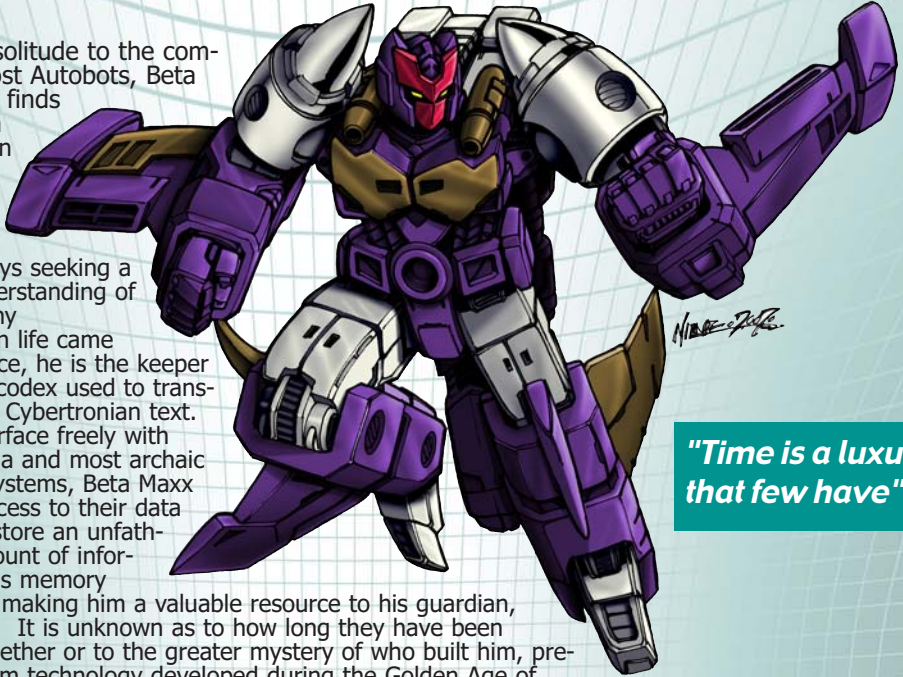 solitude to the com-
ost Autobots, Beta
finds
n
ys seeking a
erstanding of
ny
n life came
ce, he is the keeper
codex used to trans-
Cybertronian text.
rface freely with
a and most archaic
ystems, Beta Maxx
cess to their data
store an unfath-
ount of infor-
s memory
making him a valuable resource to his guardian,
It is unknown as to how long they have been
ether or to the greater mystery of who built him, pre-
m technology developed during the Golden Age of
"Time is a luxu
that few have"